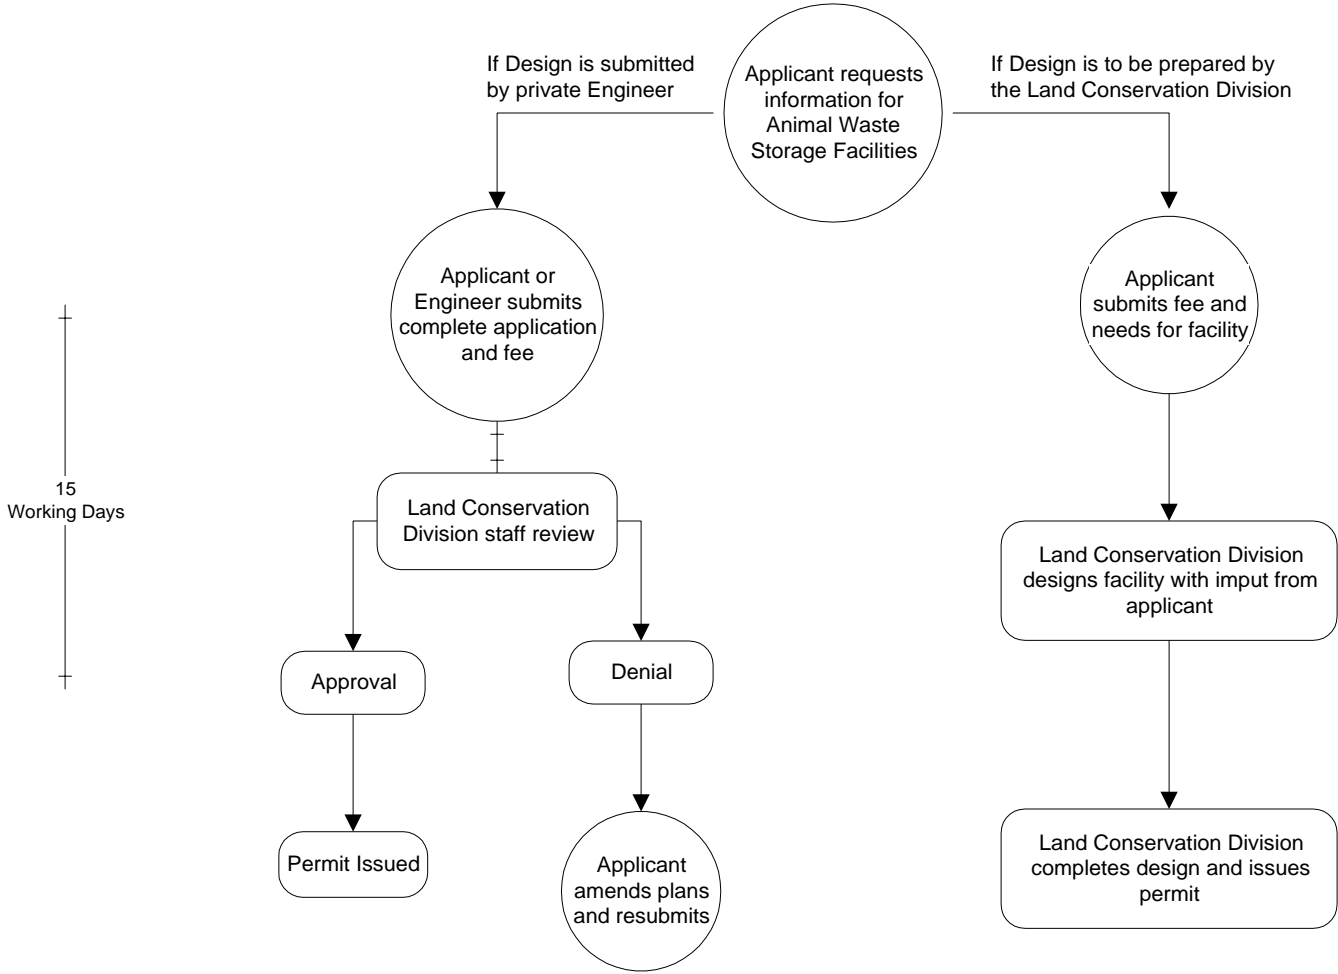 If Design is submitted
by private Engineer
Applicant requests
information for
Animal Waste
Storage Facilities
If Design is to be prepared by
the Land Conservation Division
Applicant or
Engineer submits
complete application
and fee
Applicant
submits fee and
needs for facility
15
Working Days
Land Conservation
Division staff review
Land Conservation Division
designs facility with imput from
applicant
Approval
Denial
Permit Issued
Applicant
amends plans
and resubmits
Land Conservation Division
completes design and issues
permit